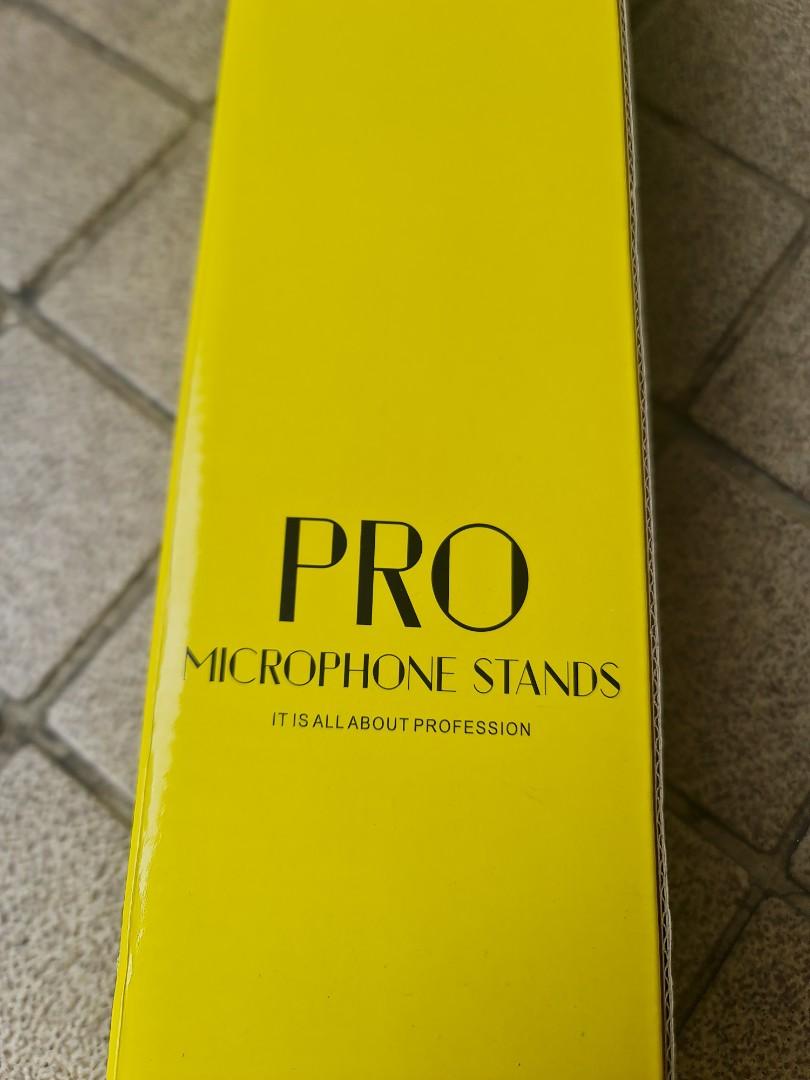 PRO
MICROPHONE STANDS
IT IS ALL ABOUT PROFESSION